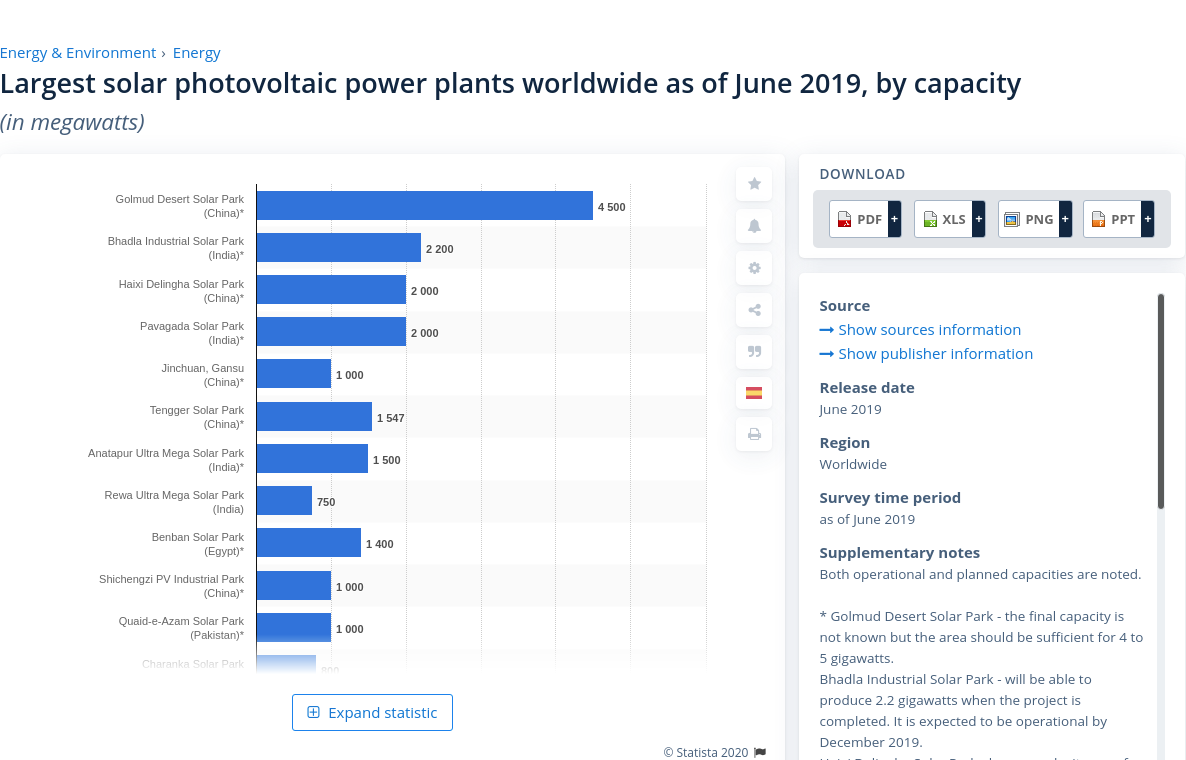 Energy & Environment › Energy
Largest solar photovoltaic power plants worldwide as of June 2019, by capacity
(in megawatts)
Golmud Desert Solar Park
(China)*
4 500
Bhadla Industrial Solar Park
(India)*
2 200
Haixi Delingha Solar Park
(China)*
2 000
Pavagada Solar Park
(India)*
2 000
Jinchuan, Gansu
(China)*
1 000
Tengger Solar Park
(China)*
1 547
Anatapur Ultra Mega Solar Park
(India)*
1 500
Rewa Ultra Mega Solar Park
(India)
750
Benban Solar Park
(Egypt)*
1 400
Shichengzi PV Industrial Park
(China)*
1 000
Quaid-e-Azam Solar Park
(Pakistan)*
1 000
Charanka Solar Park
Expand statistic
© Statista 2020
DOWNLOAD
PDF + XLS + PNG + PPT +
Source
Show sources information
Show publisher information
Release date
June 2019
Region
Worldwide
Survey time period
as of June 2019
Supplementary notes
Both operational and planned capacities are noted.
* Golmud Desert Solar Park - the final capacity is
not known but the area should be sufficient for 4 to
5 gigawatts.
Bhadla Industrial Solar Park - will be able to
produce 2.2 gigawatts when the project is
completed. It is expected to be operational by
December 2019.